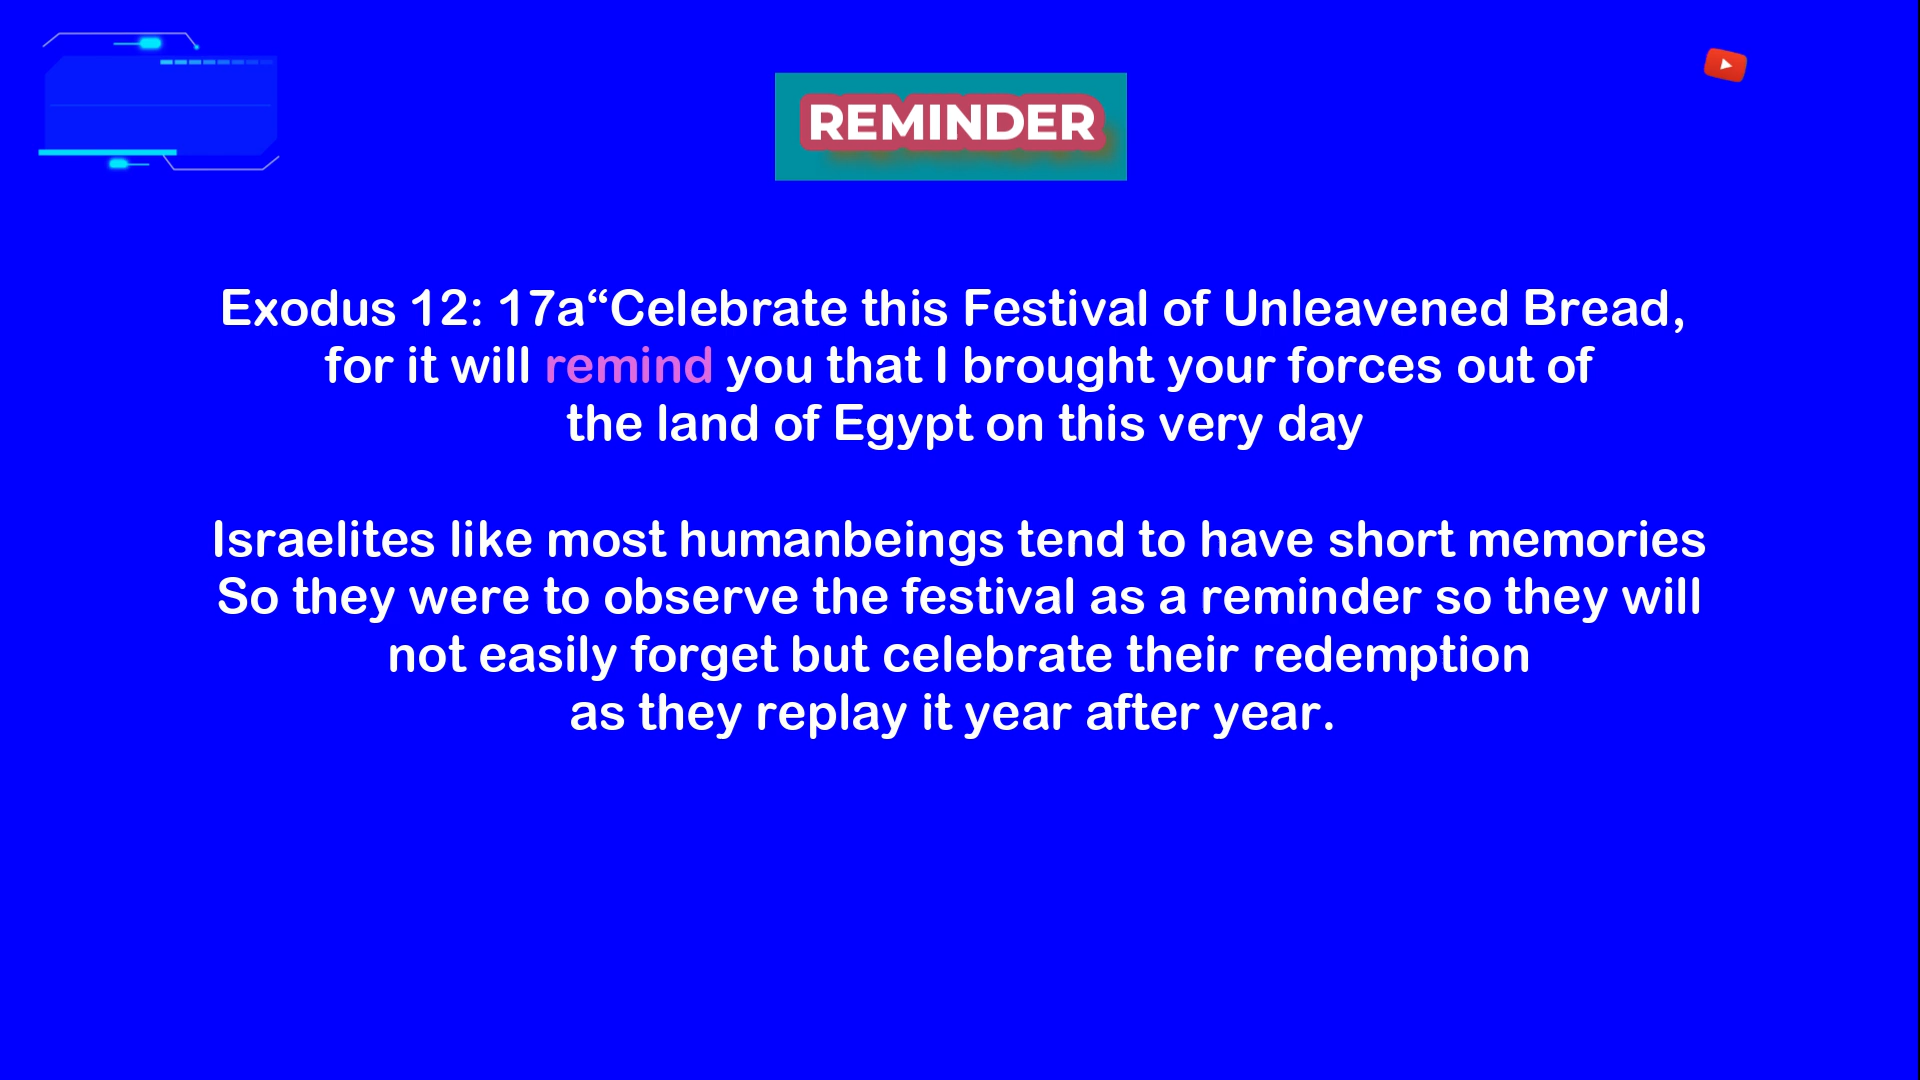 REMINDER
Exodus 12: 17a“Celebrate this Festival of Unleavened Bread,
for it will remind you that I brought your forces out of
the land of Egypt on this very day
Israelites like most humanbeings tend to have short memories
So they were to observe the festival as a reminder so they will
not easily forget but celebrate their redemption
as they replay it year after year.